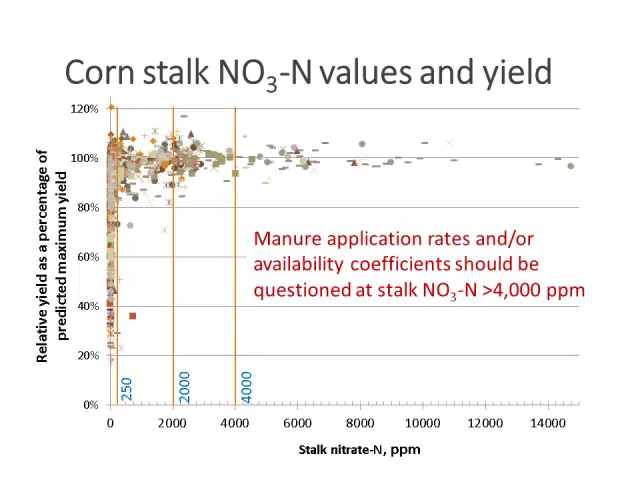 Corn stalk NO₃-N values and yield
120%
100%
80%
60%
40%
20%
0%
Relative yield as a percentage of
predicted maximum yield
Manure application rates and/or
availability coefficients should be
questioned at stalk NO₃-N >4,000 ppm
250
2000
4000
0 2000 4000 6000 8000 10000 12000 14000
Stalk nitrate-N, ppm